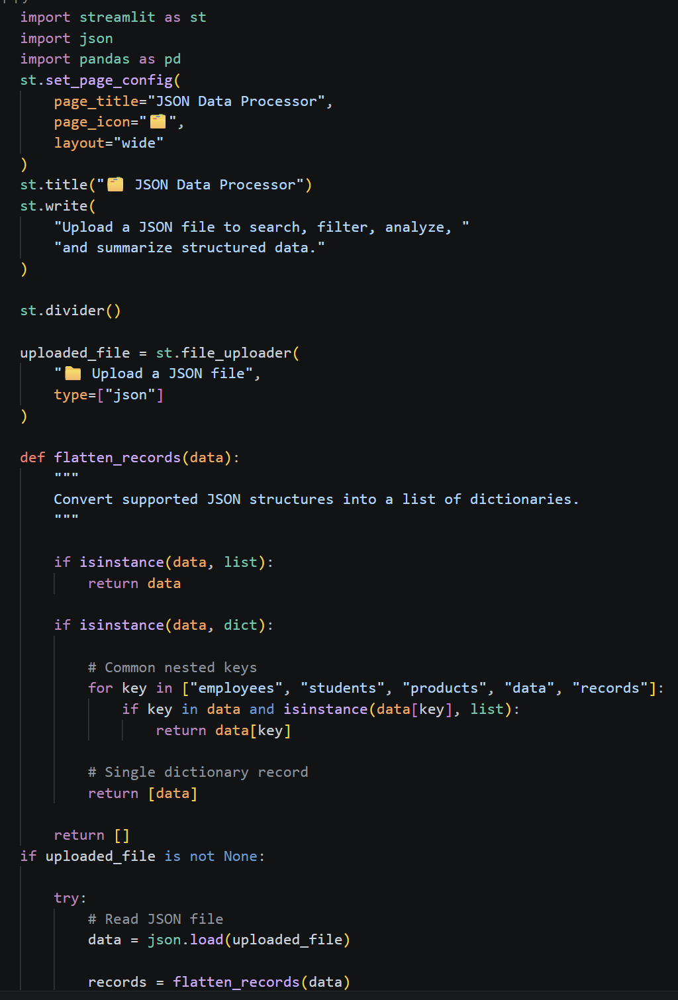 import streamlit as st
import json
import pandas as pd
st.set_page_config(
    page_title="JSON Data Processor",
    page_icon="🗂️",
    layout="wide"
)
st.title("🗂️ JSON Data Processor")
st.write(
    "Upload a JSON file to search, filter, analyze, "
    "and summarize structured data."
)

st.divider()

uploaded_file = st.file_uploader(
    "📁 Upload a JSON file",
    type=["json"]
)

def flatten_records(data):
    """
    Convert supported JSON structures into a list of dictionaries.
    """

    if isinstance(data, list):
        return data

    if isinstance(data, dict):

        # Common nested keys
        for key in ["employees", "students", "products", "data", "records"]:
            if key in data and isinstance(data[key], list):
                return data[key]

        # Single dictionary record
        return [data]

    return []
if uploaded_file is not None:

    try:
        # Read JSON file
        data = json.load(uploaded_file)

        records = flatten_records(data)